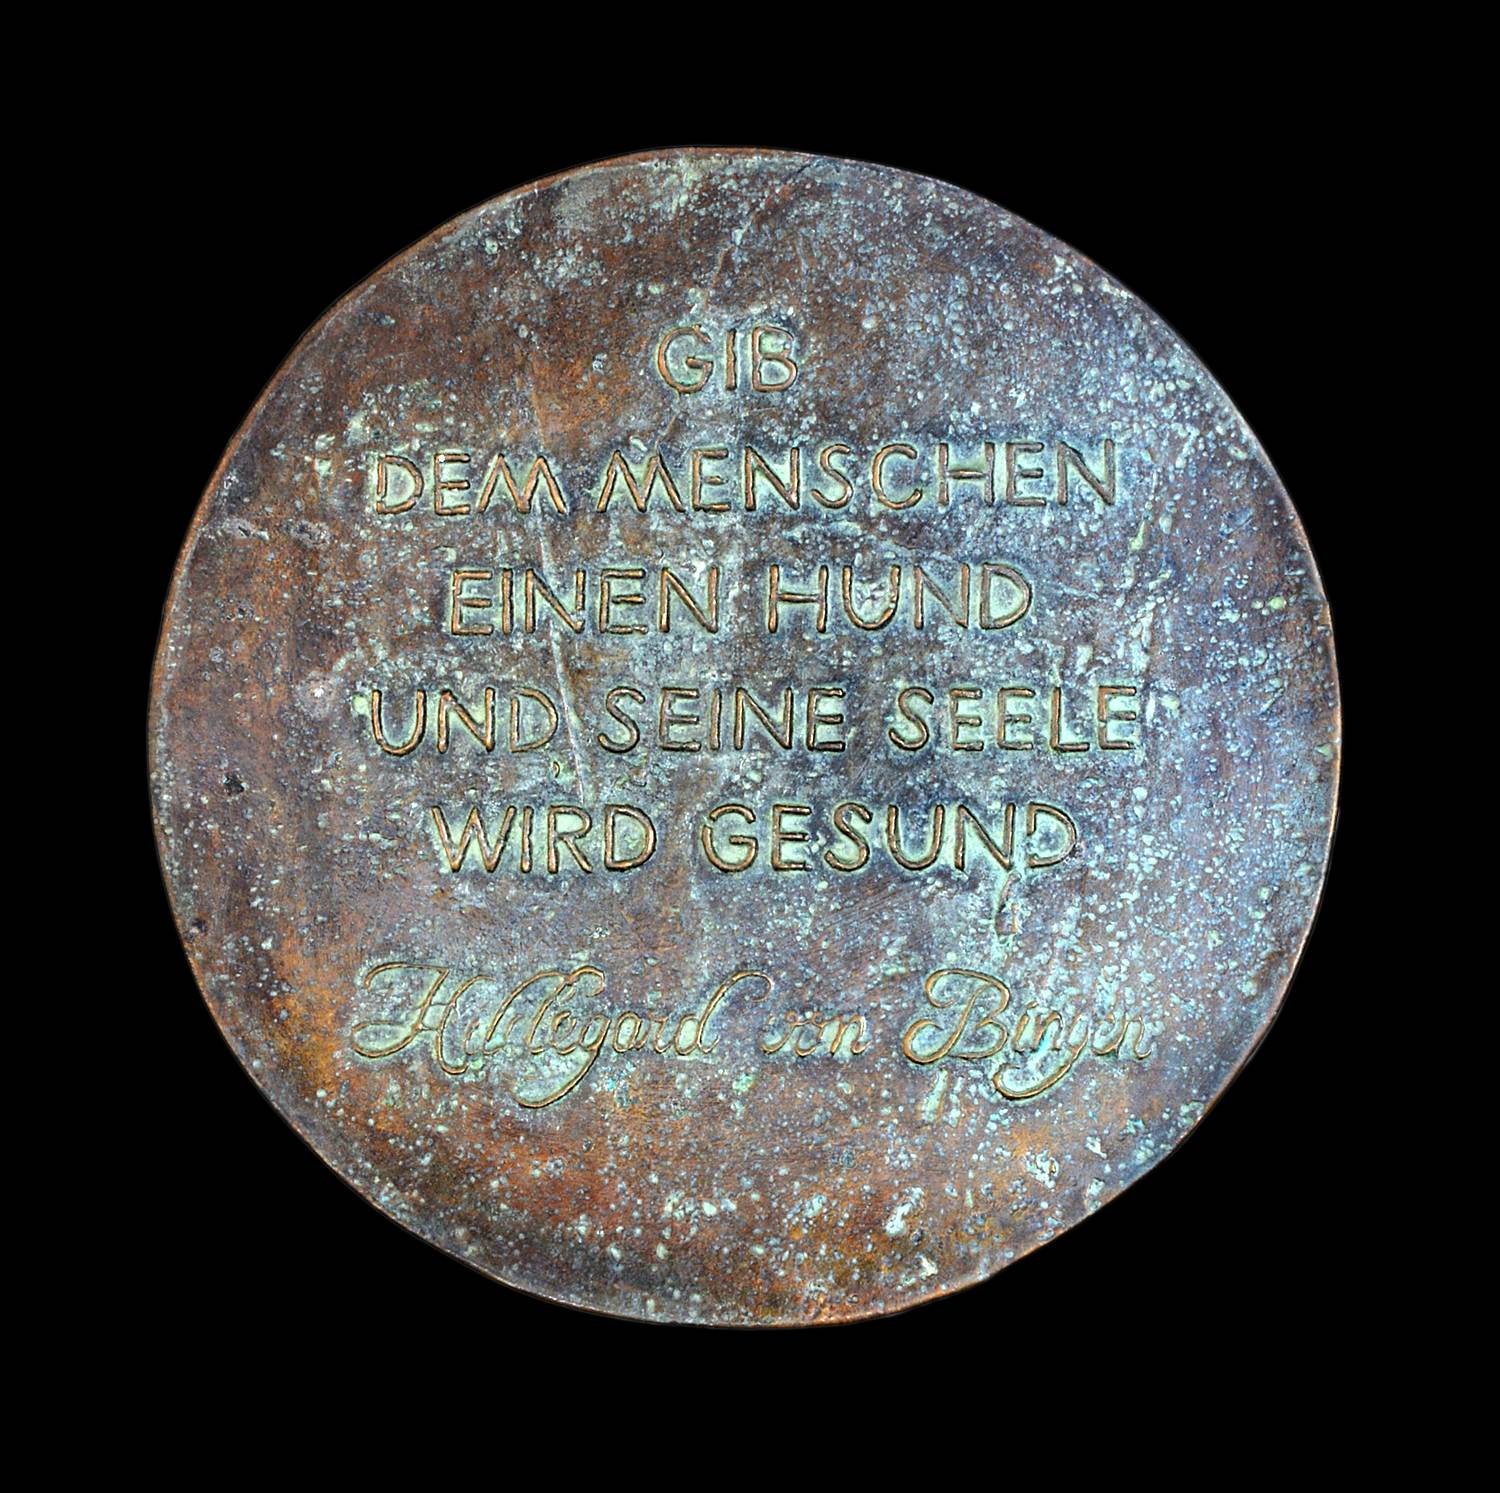 GIB
DEM MENSCHEN
EINEN HUND
UND SEINE SEELE
WIRD GESUND
Hildegard von Bingen